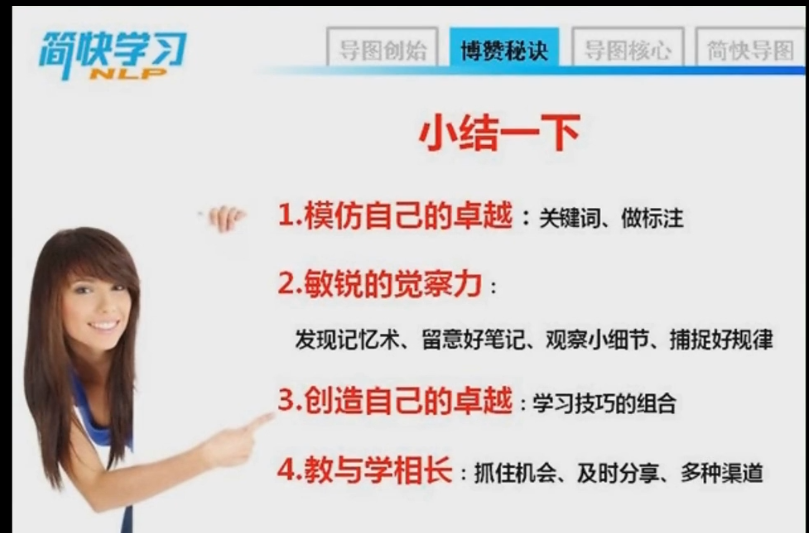 简快学习
NLP
导图创始 博赞秘诀 导图核心 简快导图
小结一下
1.模仿自己的卓越：关键词、做标注
2.敏锐的觉察力：
发现记忆术、留意好笔记、观察小细节、捕捉好规律
3.创造自己的卓越：学习技巧的组合
4.教与学相长：抓住机会、及时分享、多种渠道